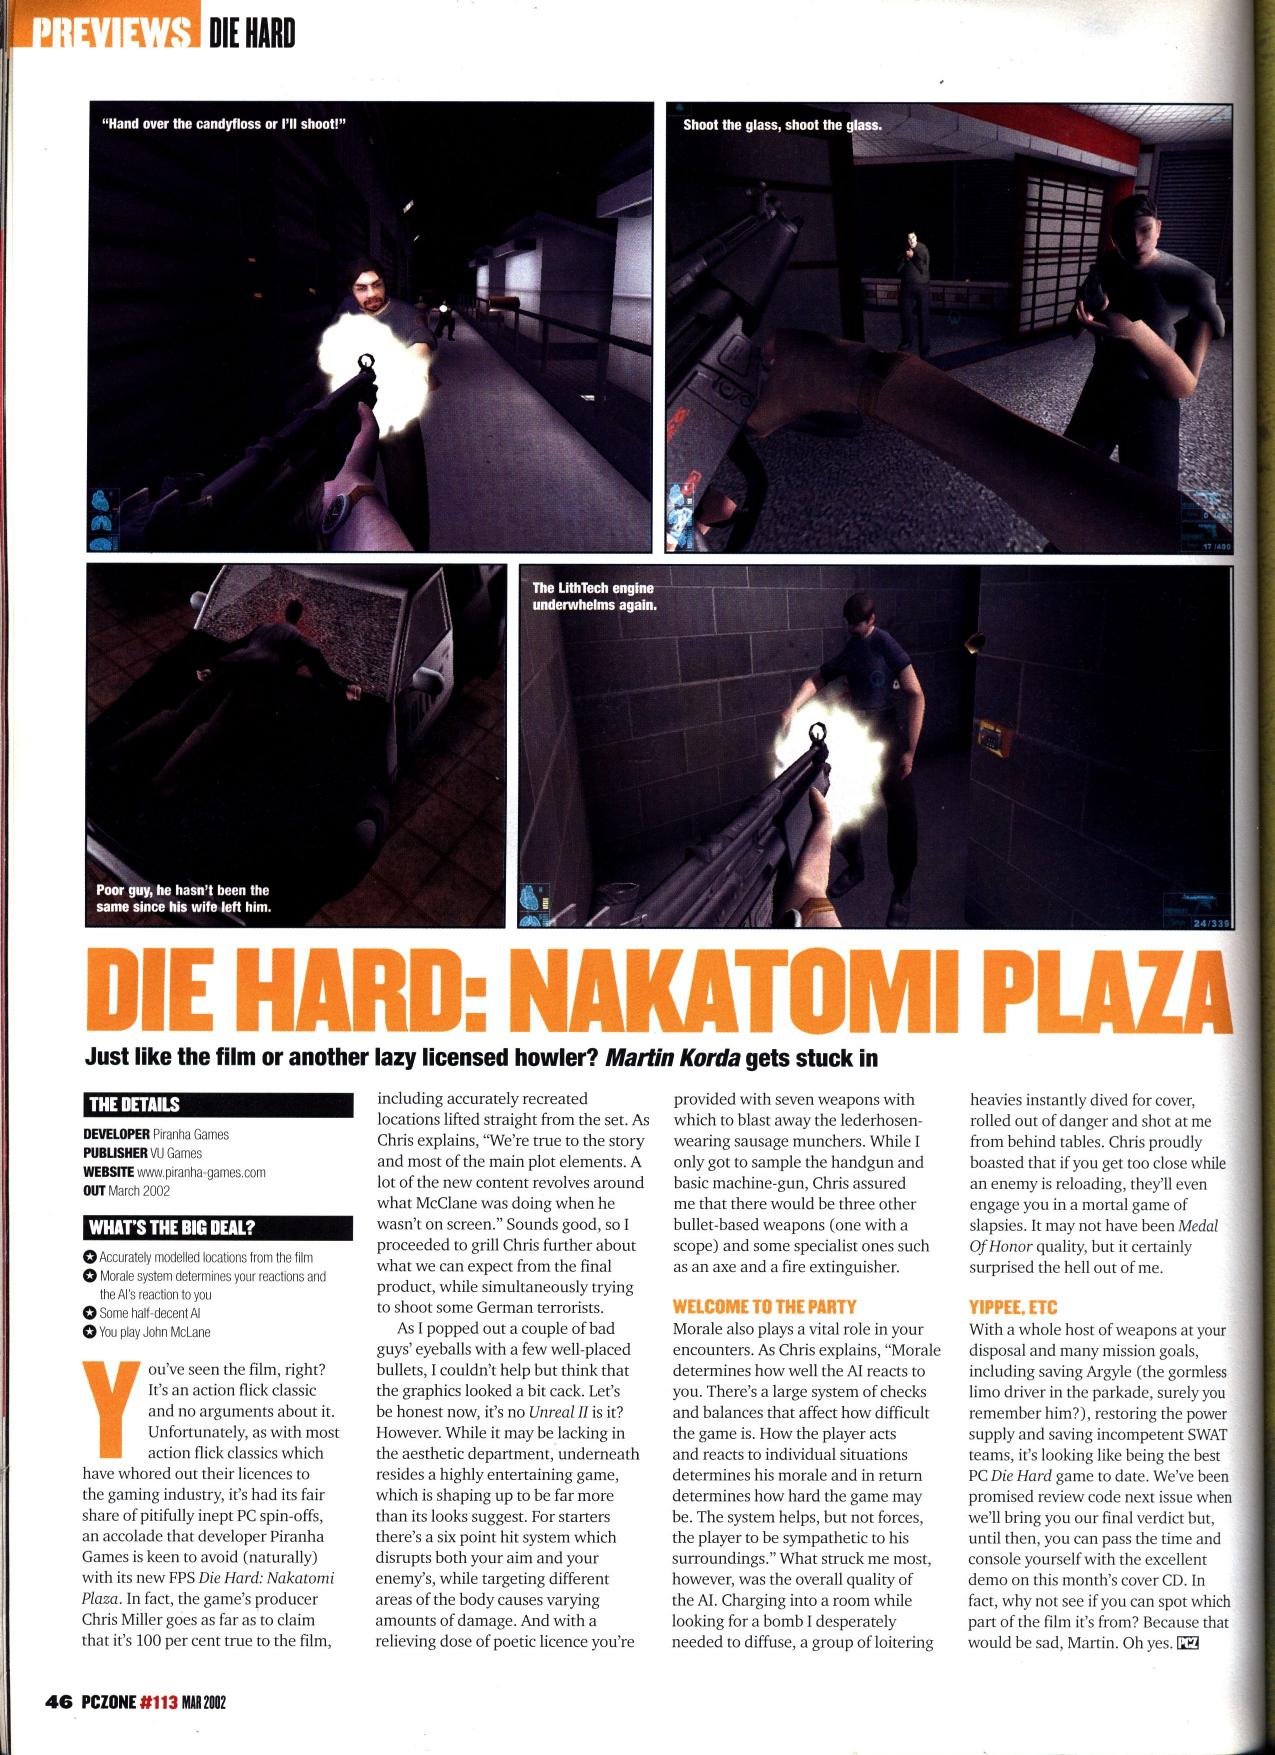 PREVIEWS DIE HARD
"Hand over the candyfloss or I'll shoot!"
Shoot the glass, shoot the glass.
17/400
Poor guy, he hasn't been the
same since his wife left him.
The LithTech engine
underwhelms again.
24/339
DIE HARD: NAKATOMI PLAZA
Just like the film or another lazy licensed howler? Martin Korda gets stuck in
THE DETAILS
DEVELOPER Piranha Games
PUBLISHER VU Games
WEBSITE www.piranha-games.com
OUT March 2002
WHAT'S THE BIG DEAL?
Accurately modelled locations from the film
Morale system determines your reactions and
the AI's reaction to you
Some half-decent AI
You play John McLane
You've seen the film, right?
It's an action flick classic
and no arguments about it.
Unfortunately, as with most
action flick classics which
have whored out their licences to
the gaming industry, it's had its fair
share of pitifully inept PC spin-offs,
an accolade that developer Piranha
Games is keen to avoid (naturally)
with its new FPS Die Hard: Nakatomi
Plaza. In fact, the game's producer
Chris Miller goes as far as to claim
that it's 100 per cent true to the film,
including accurately recreated
locations lifted straight from the set. As
Chris explains, "We're true to the story
and most of the main plot elements. A
lot of the new content revolves around
what McClane was doing when he
wasn't on screen." Sounds good, so I
proceeded to grill Chris further about
what we can expect from the final
product, while simultaneously trying
to shoot some German terrorists.
As I popped out a couple of bad
guys' eyeballs with a few well-placed
bullets, I couldn't help but think that
the graphics looked a bit cack. Let's
be honest now, it's no Unreal II is it?
However. While it may be lacking in
the aesthetic department, underneath
resides a highly entertaining game,
which is shaping up to be far more
than its looks suggest. For starters
there's a six point hit system which
disrupts both your aim and your
enemy's, while targeting different
areas of the body causes varying
amounts of damage. And with a
relieving dose of poetic licence you're
provided with seven weapons with
which to blast away the lederhosen-
wearing sausage munchers. While I
only got to sample the handgun and
basic machine-gun, Chris assured
me that there would be three other
bullet-based weapons (one with a
scope) and some specialist ones such
as an axe and a fire extinguisher.
WELCOME TO THE PARTY
Morale also plays a vital role in your
encounters. As Chris explains, "Morale
determines how well the AI reacts to
you. There's a large system of checks
and balances that affect how difficult
the game is. How the player acts
and reacts to individual situations
determines his morale and in return
determines how hard the game may
be. The system helps, but not forces,
the player to be sympathetic to his
surroundings." What struck me most,
however, was the overall quality of
the AI. Charging into a room while
looking for a bomb I desperately
needed to diffuse, a group of loitering
heavies instantly dived for cover,
rolled out of danger and shot at me
from behind tables. Chris proudly
boasted that if you get too close while
an enemy is reloading, they'll even
engage you in a mortal game of
slapsies. It may not have been Medal
Of Honor quality, but it certainly
surprised the hell out of me.
YIPPEE, ETC
With a whole host of weapons at your
disposal and many mission goals,
including saving Argyle (the gormless
limo driver in the parkade, surely you
remember him?), restoring the power
supply and saving incompetent SWAT
teams, it's looking like being the best
PC Die Hard game to date. We've been
promised review code next issue when
we'll bring you our final verdict but,
until then, you can pass the time and
console yourself with the excellent
demo on this month's cover CD. In
fact, why not see if you can spot which
part of the film it's from? Because that
would be sad, Martin. Oh yes. PCZ
46 PCZONE #113 MAR 2002